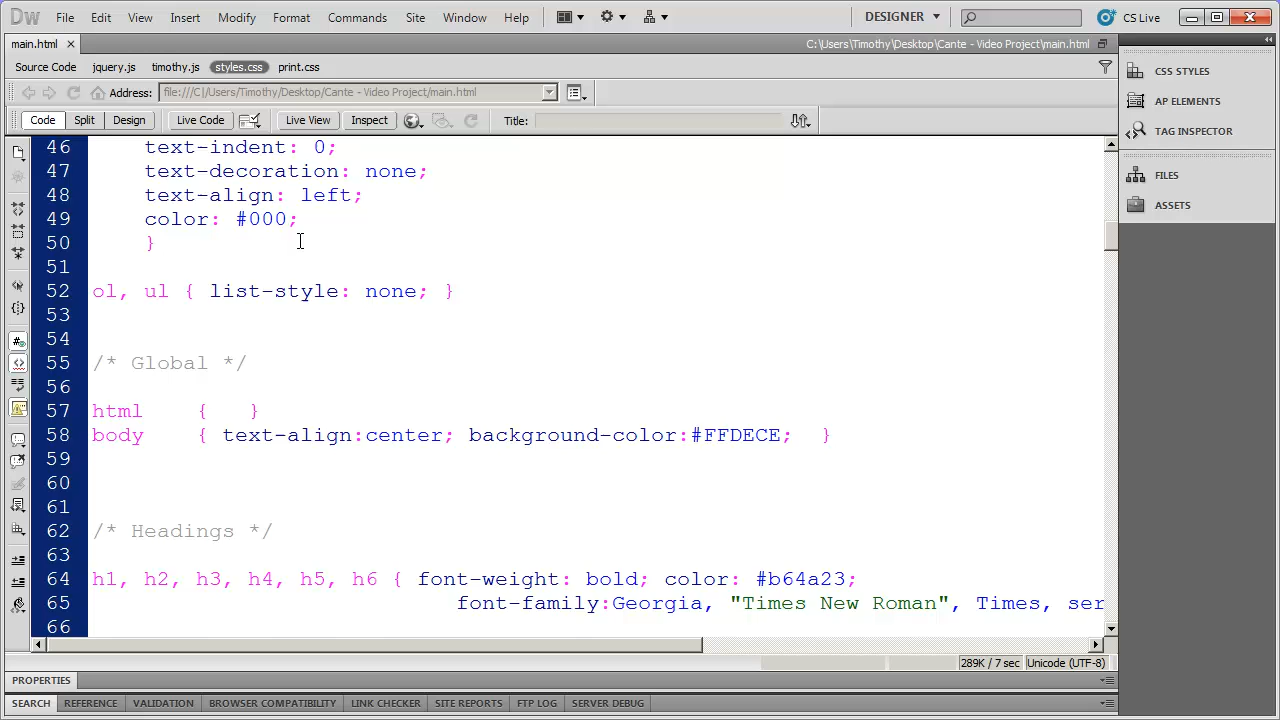 Dw File Edit View Insert Modify Format Commands Site Window Help DESIGNER CS Live
main.html C:\Users\Timothy\Desktop\Cante - Video Project\main.html
Source Code jquery.js timothy.js styles.css print.css
Address: file:///C|/Users/Timothy/Desktop/Cante - Video Project/main.html
Code Split Design Live Code Live View Inspect Title:
46 text-indent: 0;
47 text-decoration: none;
48 text-align: left;
49 color: #000;
50 }
51
52 ol, ul { list-style: none; }
53
54
55 /* Global */
56
57 html { }
58 body { text-align:center; background-color:#FFDECE; }
59
60
61
62 /* Headings */
63
64 h1, h2, h3, h4, h5, h6 { font-weight: bold; color: #b64a23;
65 font-family:Georgia, "Times New Roman", Times, ser
66
CSS STYLES
AP ELEMENTS
TAG INSPECTOR
FILES
ASSETS
289K / 7 sec Unicode (UTF-8)
PROPERTIES
SEARCH REFERENCE VALIDATION BROWSER COMPATIBILITY LINK CHECKER SITE REPORTS FTP LOG SERVER DEBUG